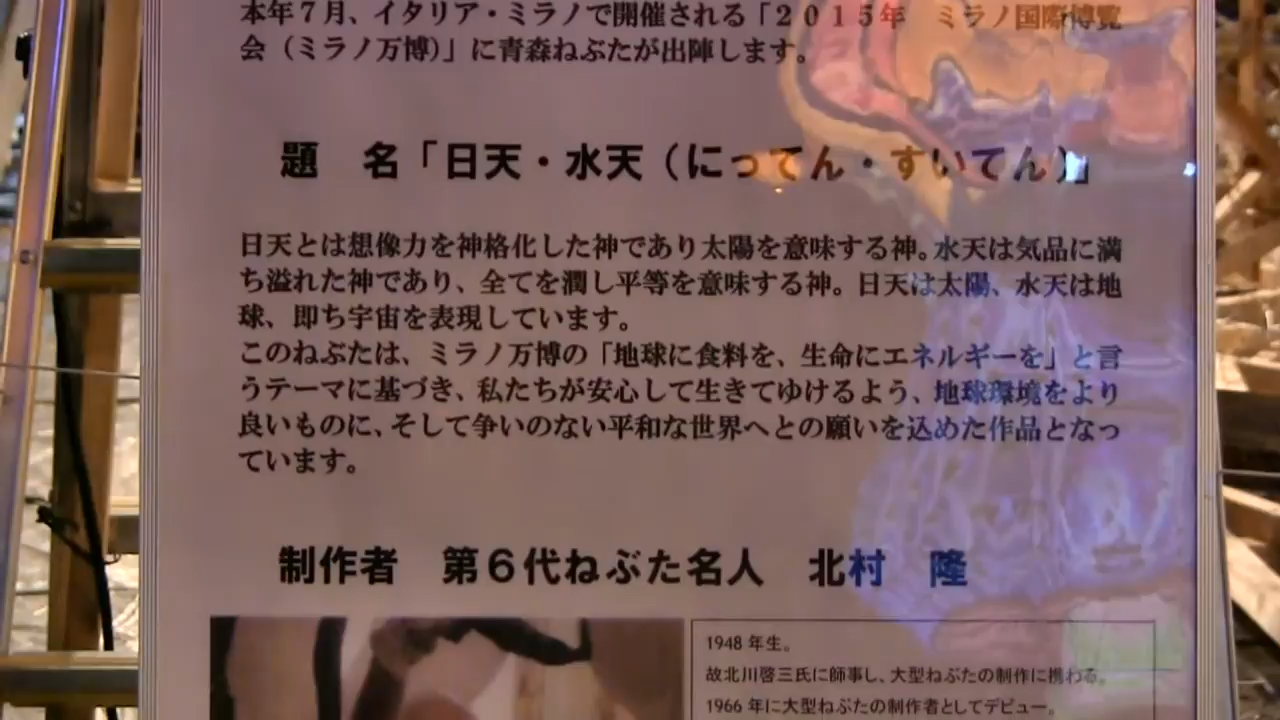 本年７月、イタリア・ミラノで開催される「２０１５年　ミラノ国際博覧
会（ミラノ万博）」に青森ねぶたが出陣します。
題　名「日天・水天（にってん・すいてん）」
日天とは想像力を神格化した神であり太陽を意味する神。水天は気品に満
ち溢れた神であり、全てを潤し平等を意味する神。日天は太陽、水天は地
球、即ち宇宙を表現しています。
このねぶたは、ミラノ万博の「地球に食料を、生命にエネルギーを」と言
うテーマに基づき、私たちが安心して生きてゆけるよう、地球環境をより
良いものに、そして争いのない平和な世界へとの願いを込めた作品となっ
ています。
制作者　第６代ねぶた名人　北村　隆
1948 年生。
故北川啓三氏に師事し、大型ねぶたの制作に携わる。
1966 年に大型ねぶたの制作者としてデビュー。